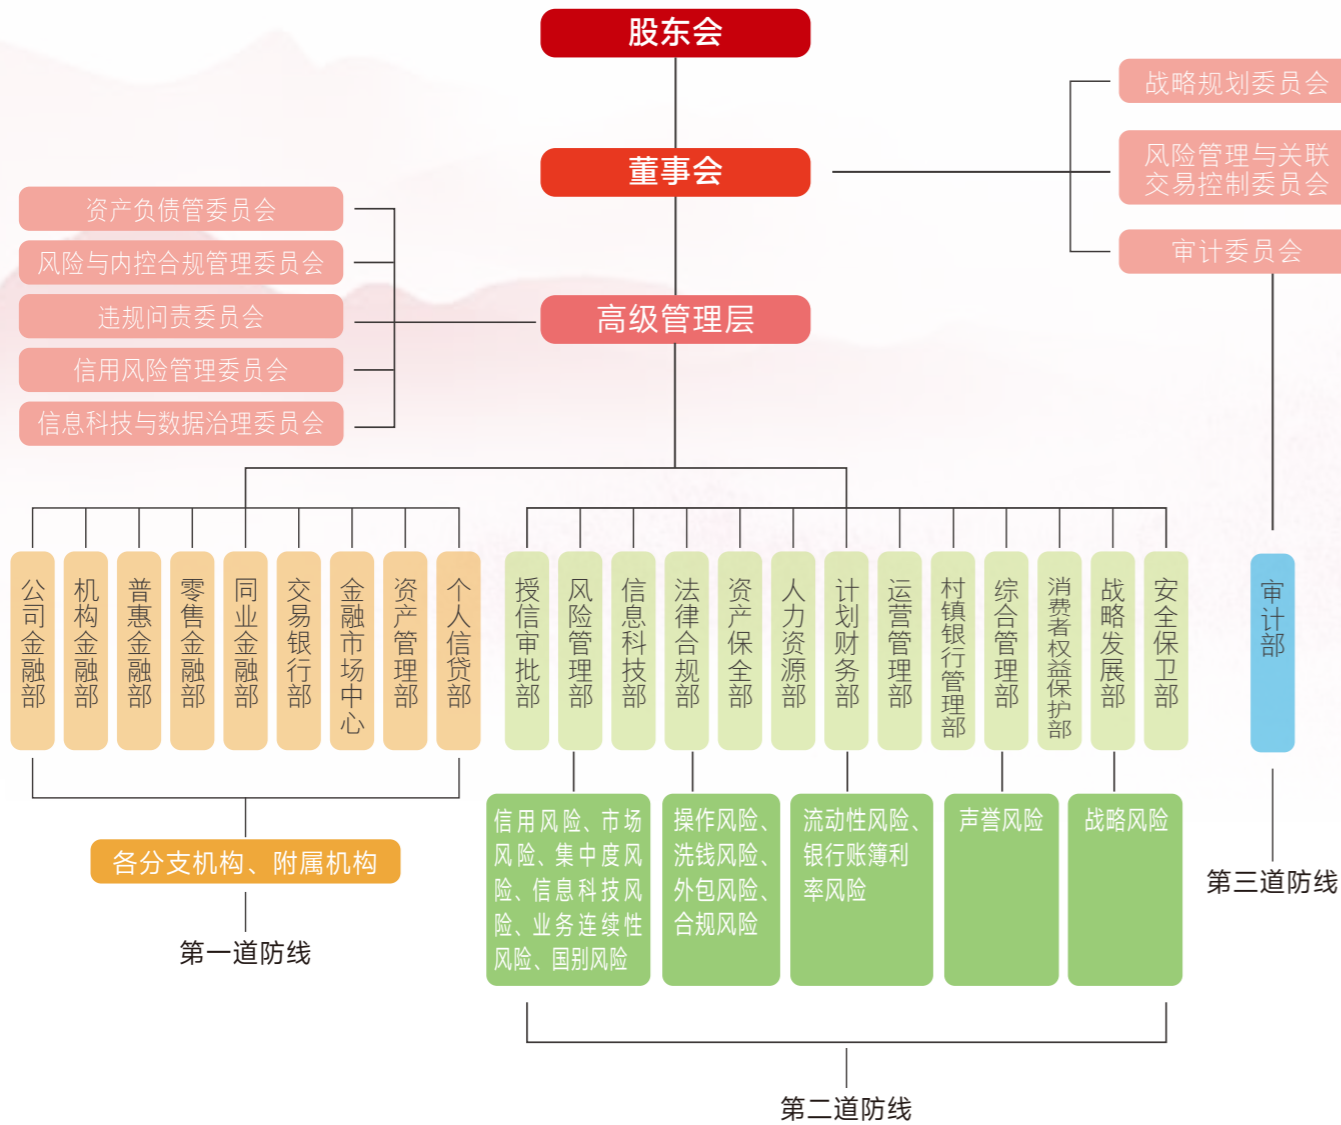 股东会
战略规划委员会
董事会
风险管理与关联
交易控制委员会
审计委员会
资产负债管委员会
风险与内控合规管理委员会
违规问责委员会
信用风险管理委员会
信息科技与数据治理委员会
高级管理层
公司金融部
机构金融部
普惠金融部
零售金融部
同业金融部
交易银行部
金融市场中心
资产管理部
个人信贷部
授信审批部
风险管理部
信息科技部
法律合规部
资产保全部
人力资源部
计划财务部
运营管理部
村镇银行管理部
综合管理部
消费者权益保护部
战略发展部
安全保卫部
审计部
各分支机构、附属机构
第一道防线
信用风险、市场
风险、集中度风
险、信息科技风
险、业务连续性
风险、国别风险
操作风险、
洗钱风险、
外包风险、
合规风险
流动性风险、
银行账簿利
率风险
声誉风险
战略风险
第三道防线
第二道防线